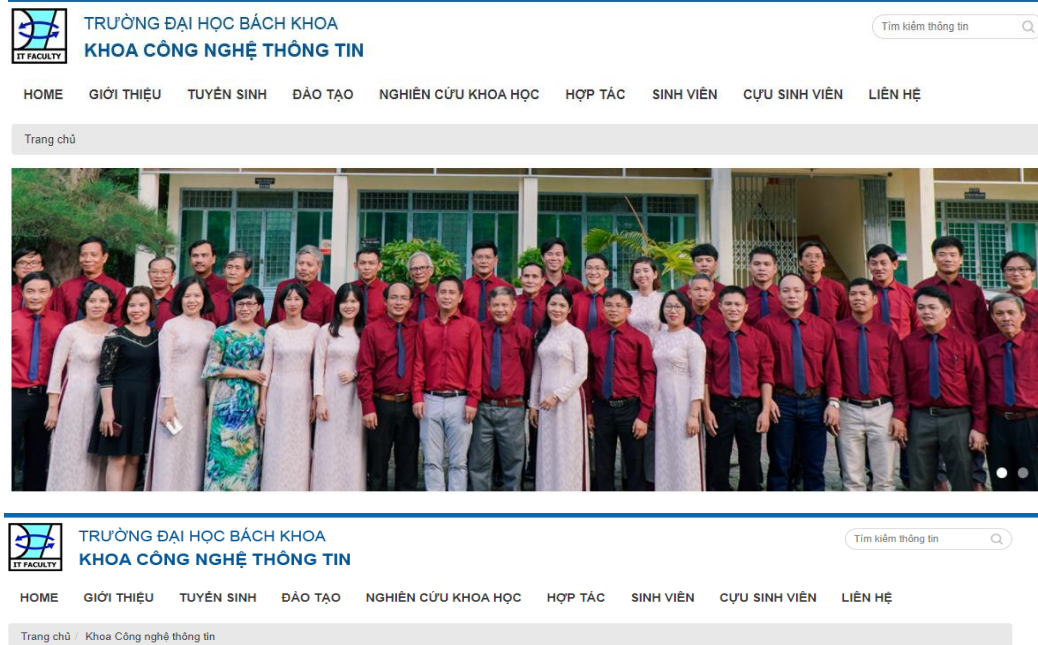 TRƯỜNG ĐẠI HỌC BÁCH KHOA
KHOA CÔNG NGHỆ THÔNG TIN
IT FACULTY
Tìm kiếm thông tin
HOME GIỚI THIỆU TUYỂN SINH ĐÀO TẠO NGHIÊN CỨU KHOA HỌC HỢP TÁC SINH VIÊN CỰU SINH VIÊN LIÊN HỆ
Trang chủ
TRƯỜNG ĐẠI HỌC BÁCH KHOA
KHOA CÔNG NGHỆ THÔNG TIN
IT FACULTY
Tìm kiếm thông tin
HOME GIỚI THIỆU TUYỂN SINH ĐÀO TẠO NGHIÊN CỨU KHOA HỌC HỢP TÁC SINH VIÊN CỰU SINH VIÊN LIÊN HỆ
Trang chủ / Khoa Công nghệ thông tin